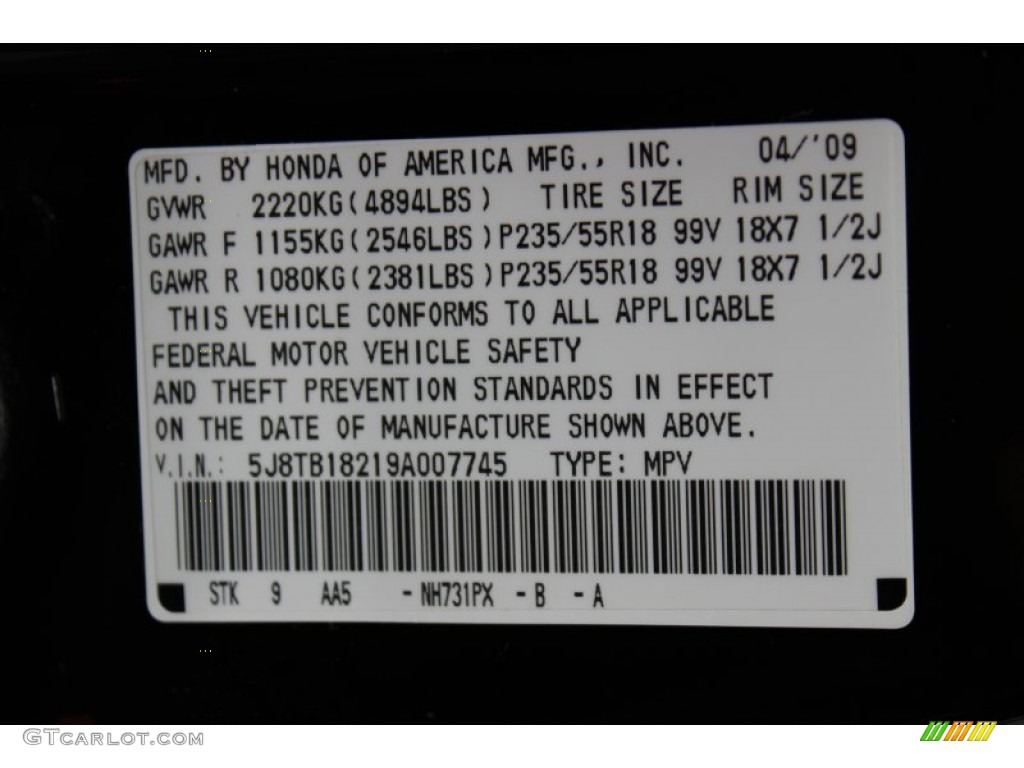 MFD. BY HONDA OF AMERICA MFG., INC. 04/'09
GVWR 2220KG(4894LBS) TIRE SIZE RIM SIZE
GAWR F 1155KG(2546LBS)P235/55R18 99V 18X7 1/2J
GAWR R 1080KG(2381LBS)P235/55R18 99V 18X7 1/2J
THIS VEHICLE CONFORMS TO ALL APPLICABLE
FEDERAL MOTOR VEHICLE SAFETY
AND THEFT PREVENTION STANDARDS IN EFFECT
ON THE DATE OF MANUFACTURE SHOWN ABOVE.
V.I.N.: 5J8TB18219A007745 TYPE: MPV
STK 9 AA5 -NH731PX -B -A
GTCARLOT.COM